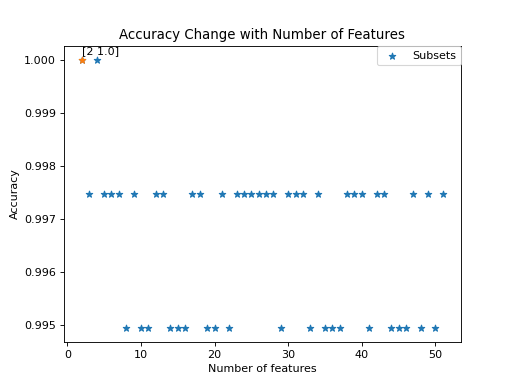 Accuracy Change with Number of Features
[2 1.0]
Subsets
1.000
0.999
0.998
0.997
0.996
0.995
Accuracy
0 10 20 30 40 50
Number of features